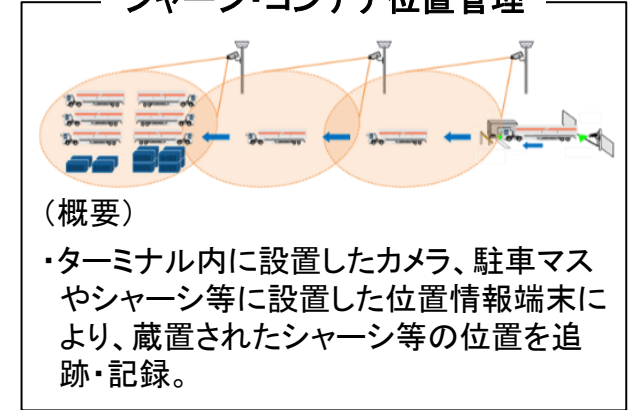 シャーシ・コンテナ位置管理
（概要）
・ターミナル内に設置したカメラ、駐車マス
やシャーシ等に設置した位置情報端末に
より、蔵置されたシャーシ等の位置を追
跡・記録。